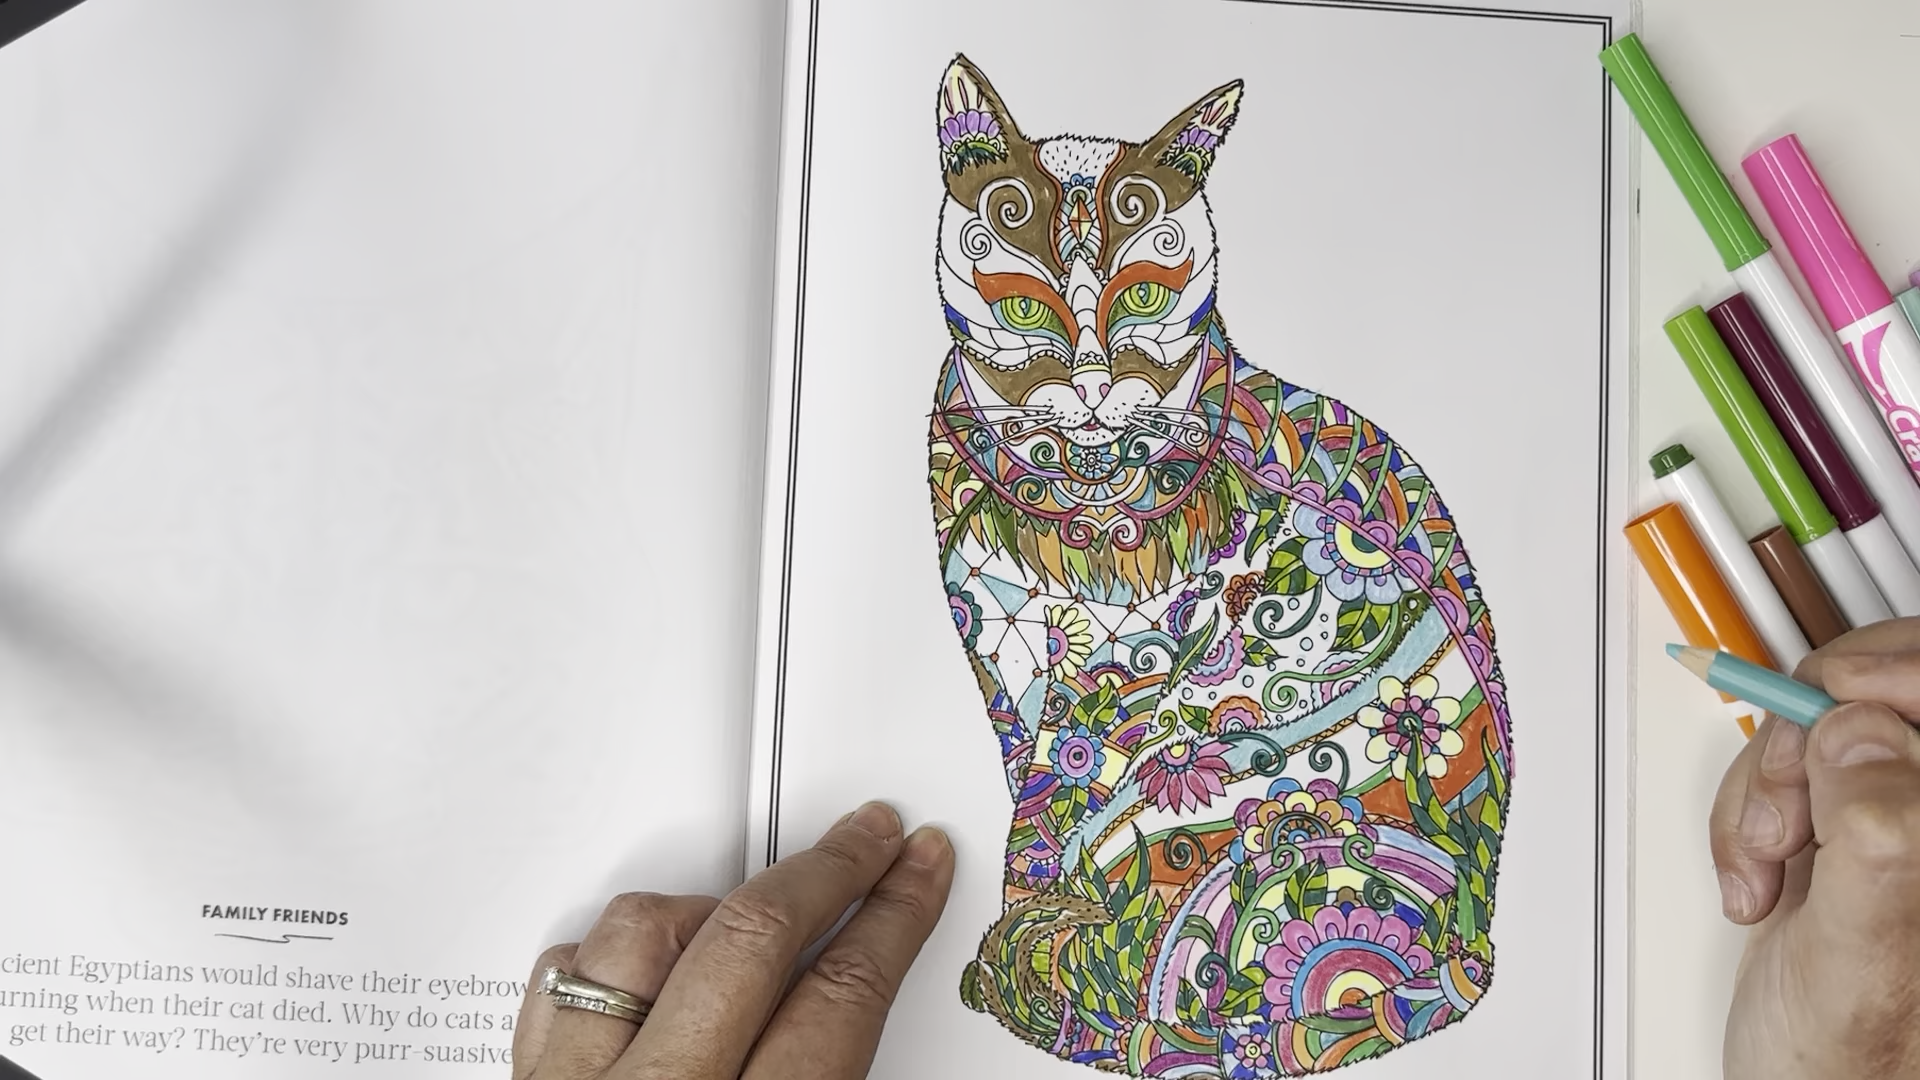 FAMILY FRIENDS
cient Egyptians would shave their eyebrow
urning when their cat died. Why do cats a
get their way? They're very purr-suasive
Cra